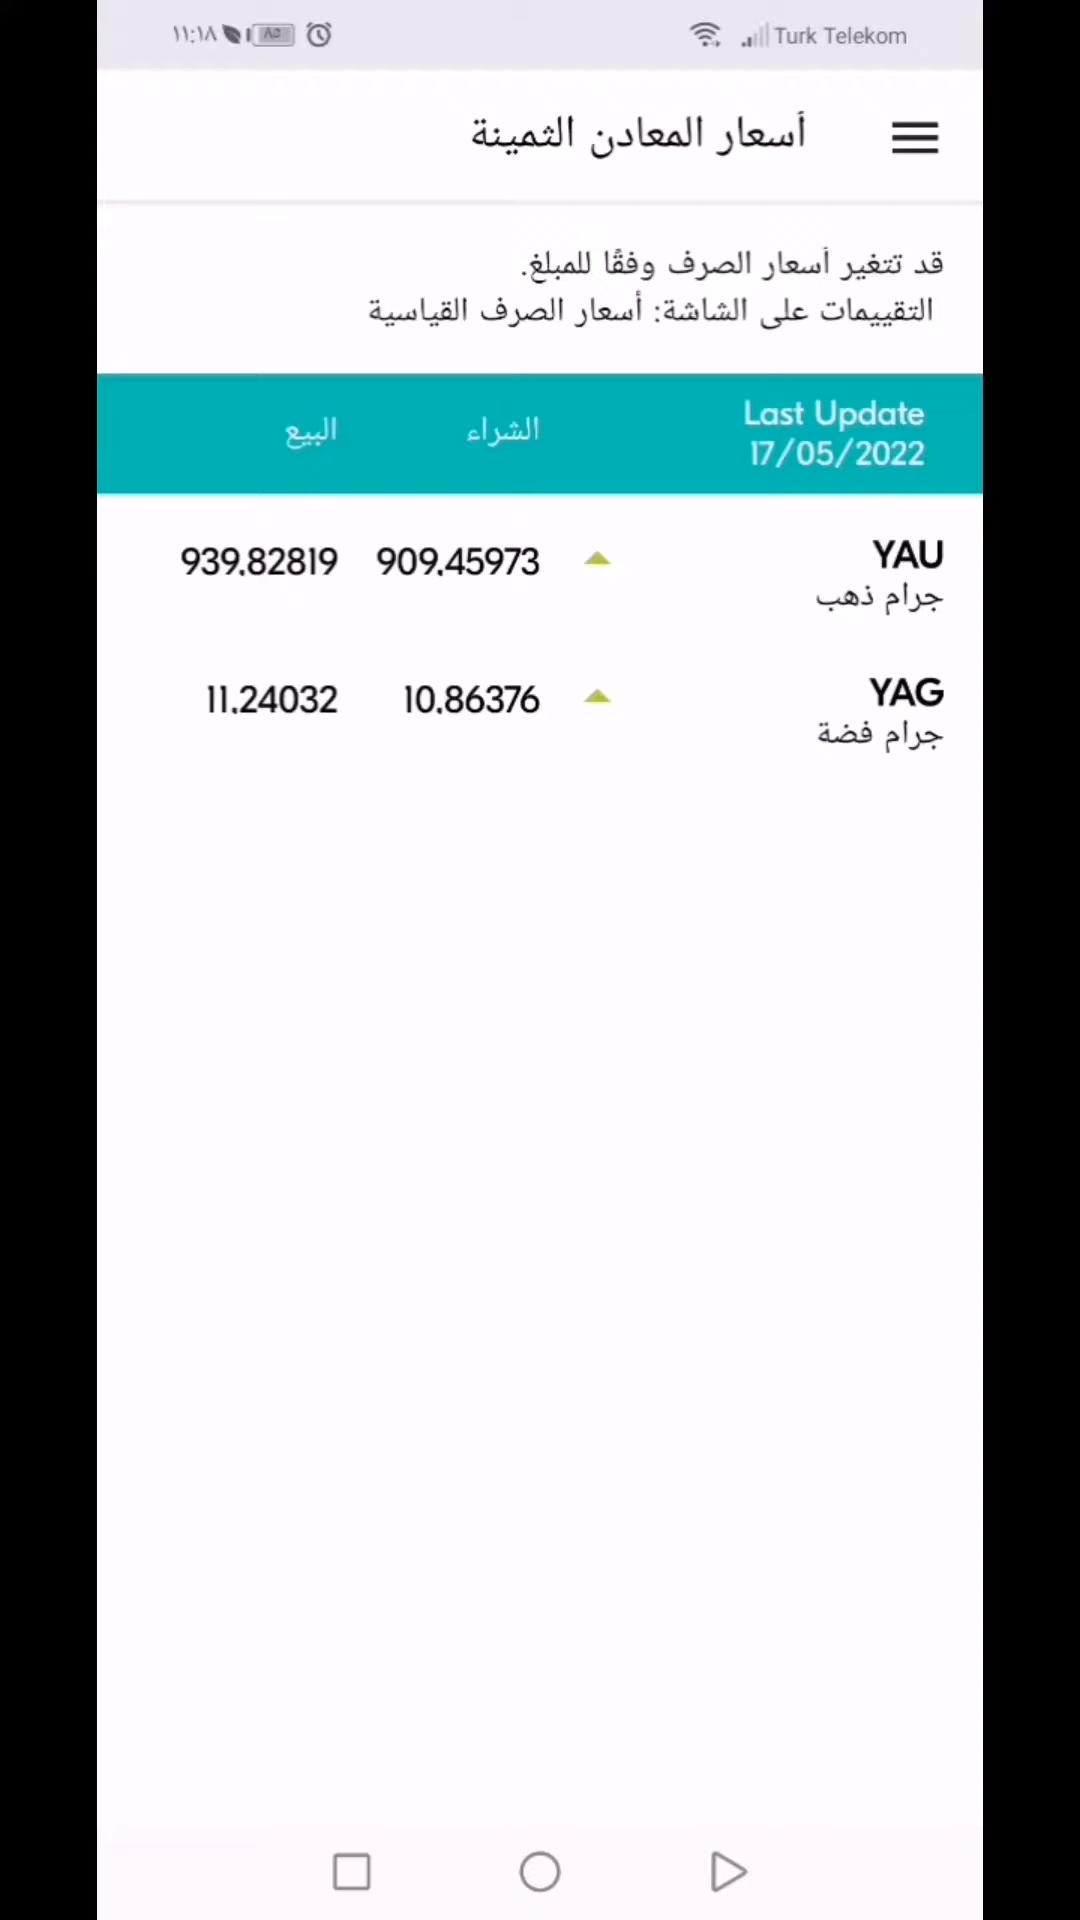 ١١:١٨
Turk Telekom
أسعار المعادن الثمينة
قد تتغير أسعار الصرف وفقًا للمبلغ.
التقييمات على الشاشة: أسعار الصرف القياسية
Last Update
17/05/2022
الشراء
البيع
YAU
909,45973
939,82819
جرام ذهب
YAG
10,86376
11,24032
جرام فضة